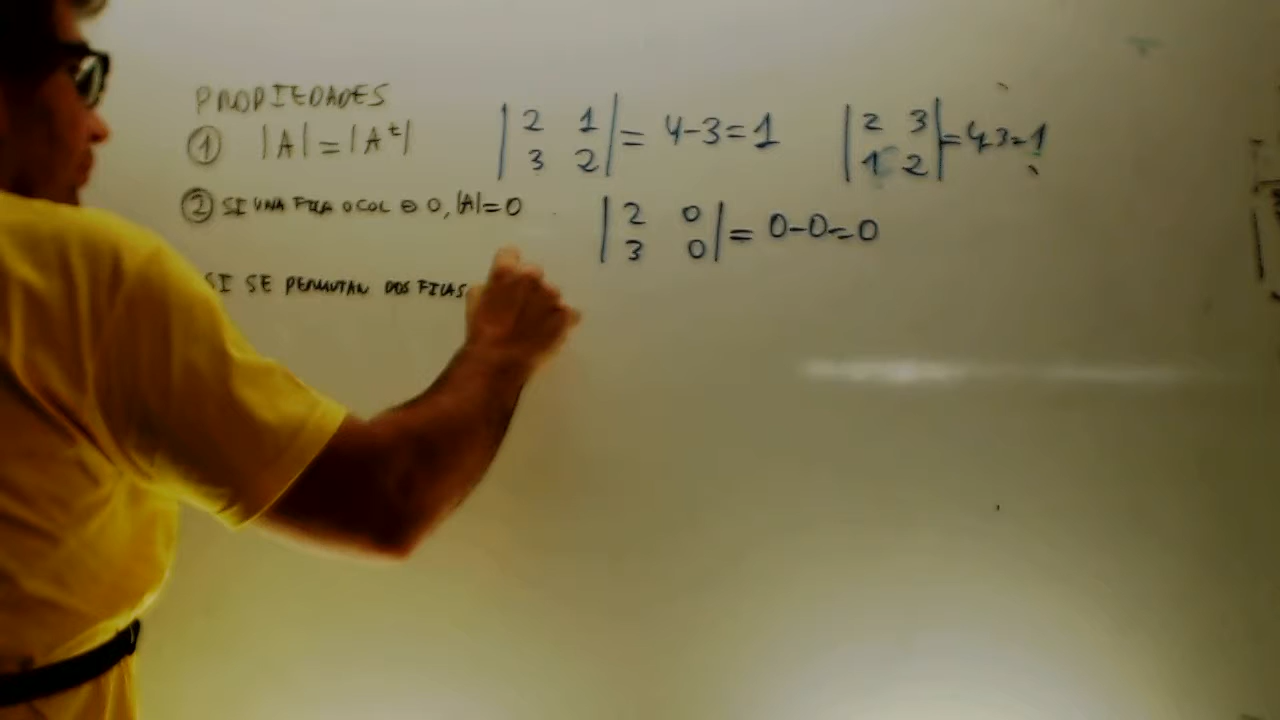 PROPIEDADES
① |A| = |Aᵗ|
| 2 1 |
| 3 2 | = 4-3=1
| 2 3 |
| 1 2 | =4-3=1
② SI UNA FILA O COL ES 0, |A|=0
| 2 0 |
| 3 0 | = 0-0=0
SI SE PERMUTAN DOS FILAS